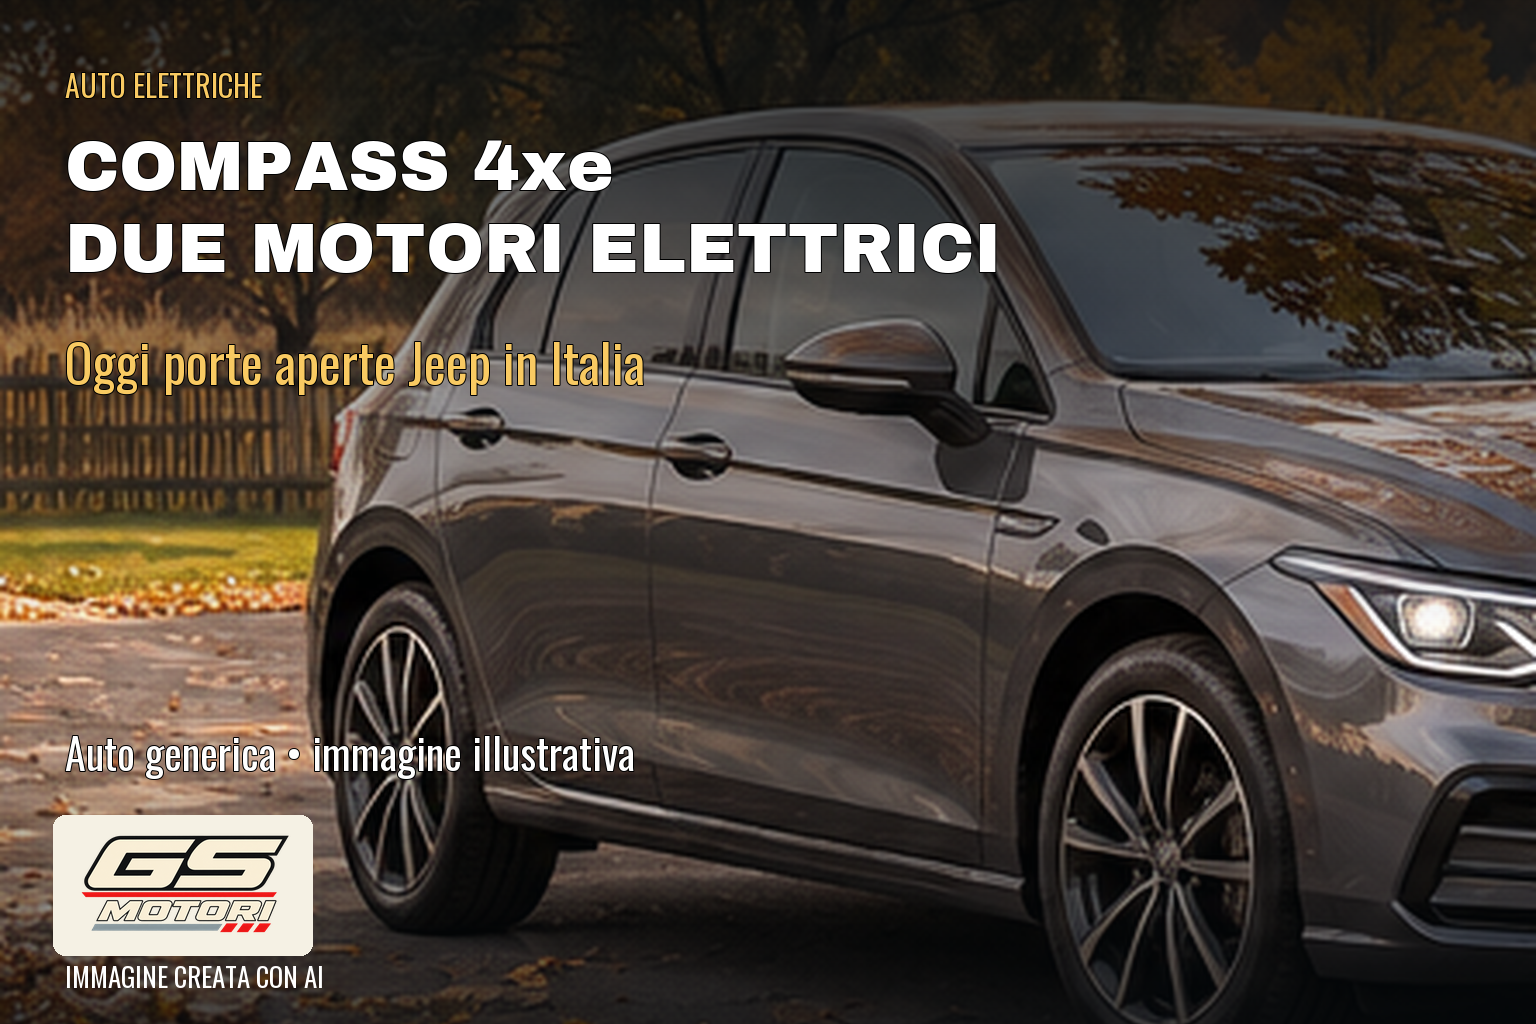 AUTO ELETTRICHE
COMPASS 4xe
DUE MOTORI ELETTRICI
Oggi porte aperte Jeep in Italia
Auto generica • immagine illustrativa
GS
MOTORI
IMMAGINE CREATA CON AI